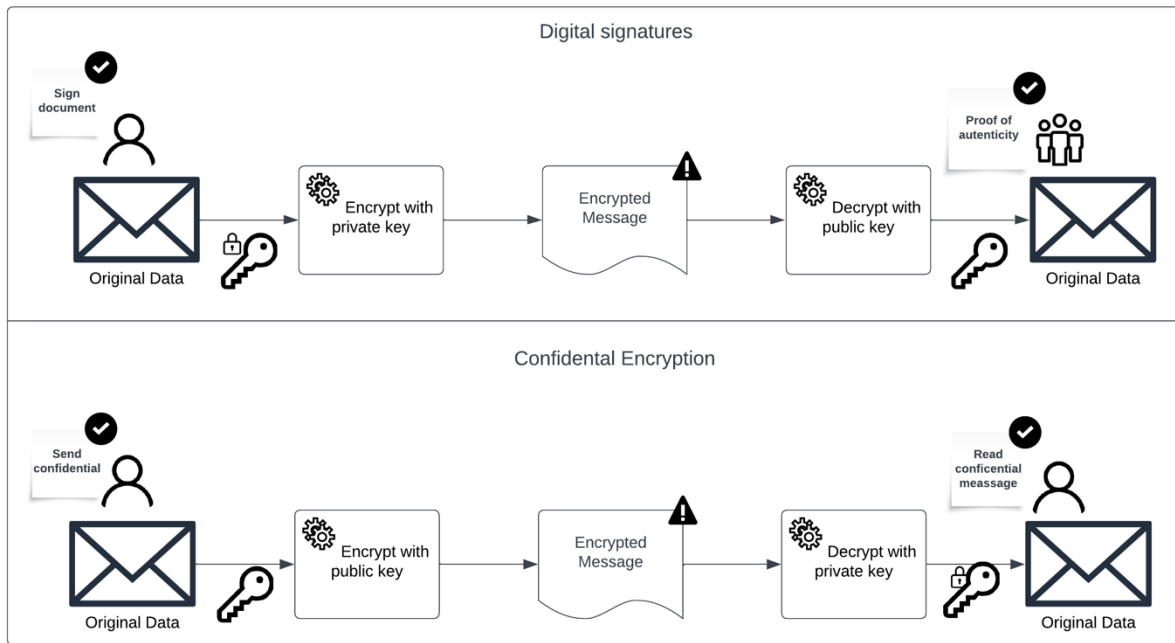 Digital signatures
Sign
document
Proof of
autenticity
Encrypt with
private key
Encrypted
Message
Decrypt with
public key
Original Data
Original Data
Confidental Encryption
Send
confidential
Read
conficential
meassage
Encrypt with
public key
Encrypted
Message
Decrypt with
private key
Original Data
Original Data